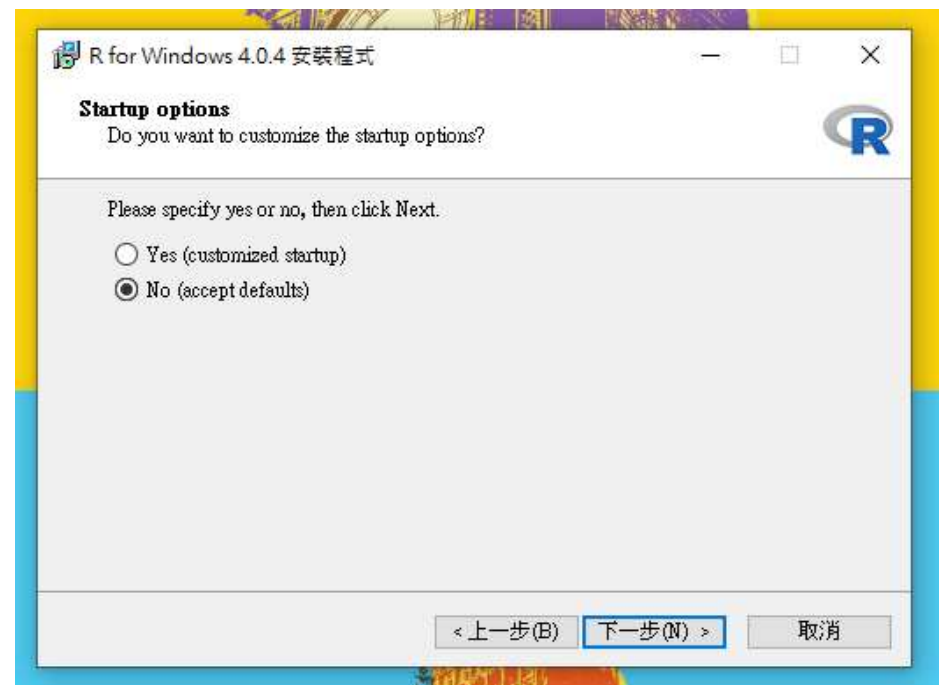 R for Windows 4.0.4 安裝程式
Startup options
Do you want to customize the startup options?
R
Please specify yes or no, then click Next.
Yes (customized startup)
No (accept defaults)
<上一步(B)
下一步(N) >
取消